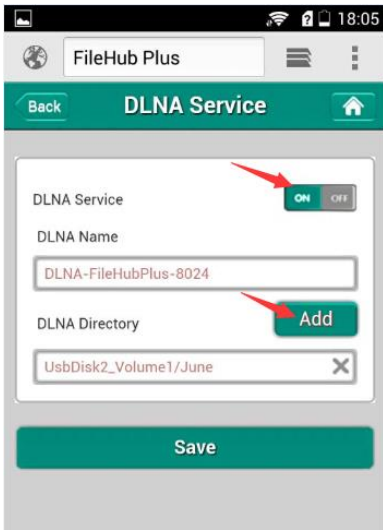 18:05
FileHub Plus
Back DLNA Service
DLNA Service ON OFF
DLNA Name
DLNA-FileHubPlus-8024
DLNA Directory Add
UsbDisk2_Volume1/June
Save